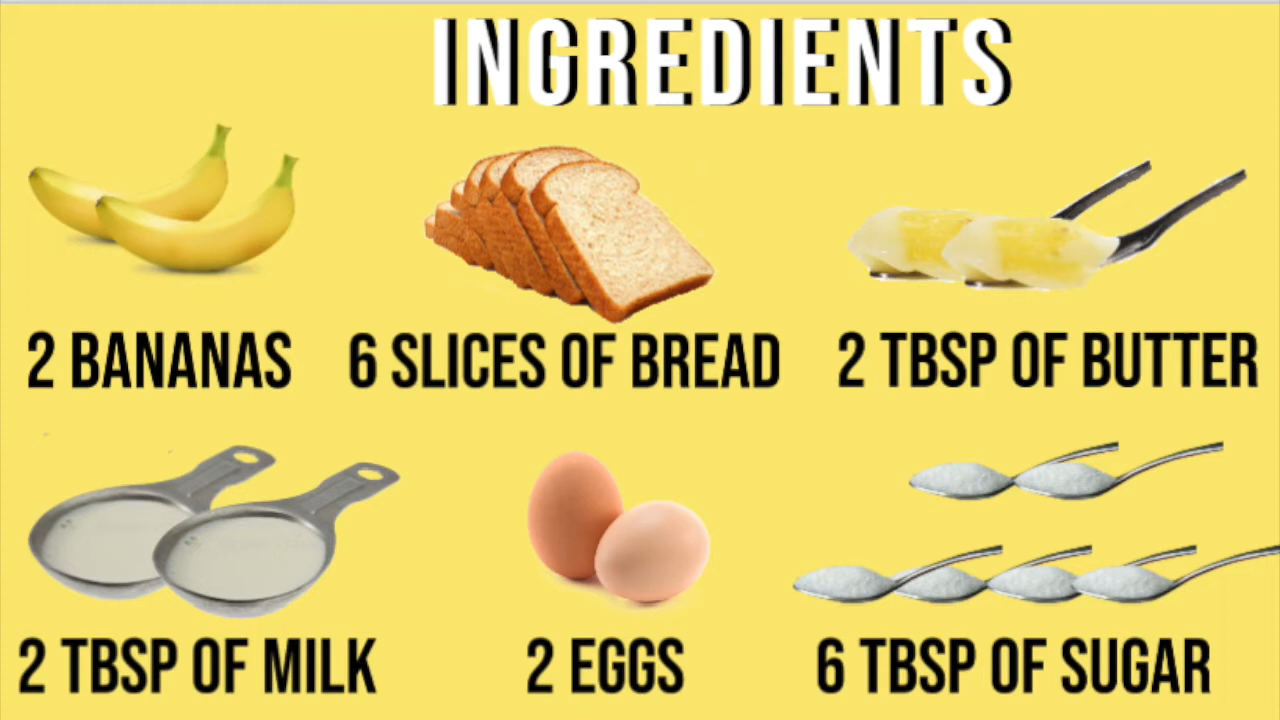 INGREDIENTS
2 BANANAS
6 SLICES OF BREAD
2 TBSP OF BUTTER
2 TBSP OF MILK
2 EGGS
6 TBSP OF SUGAR